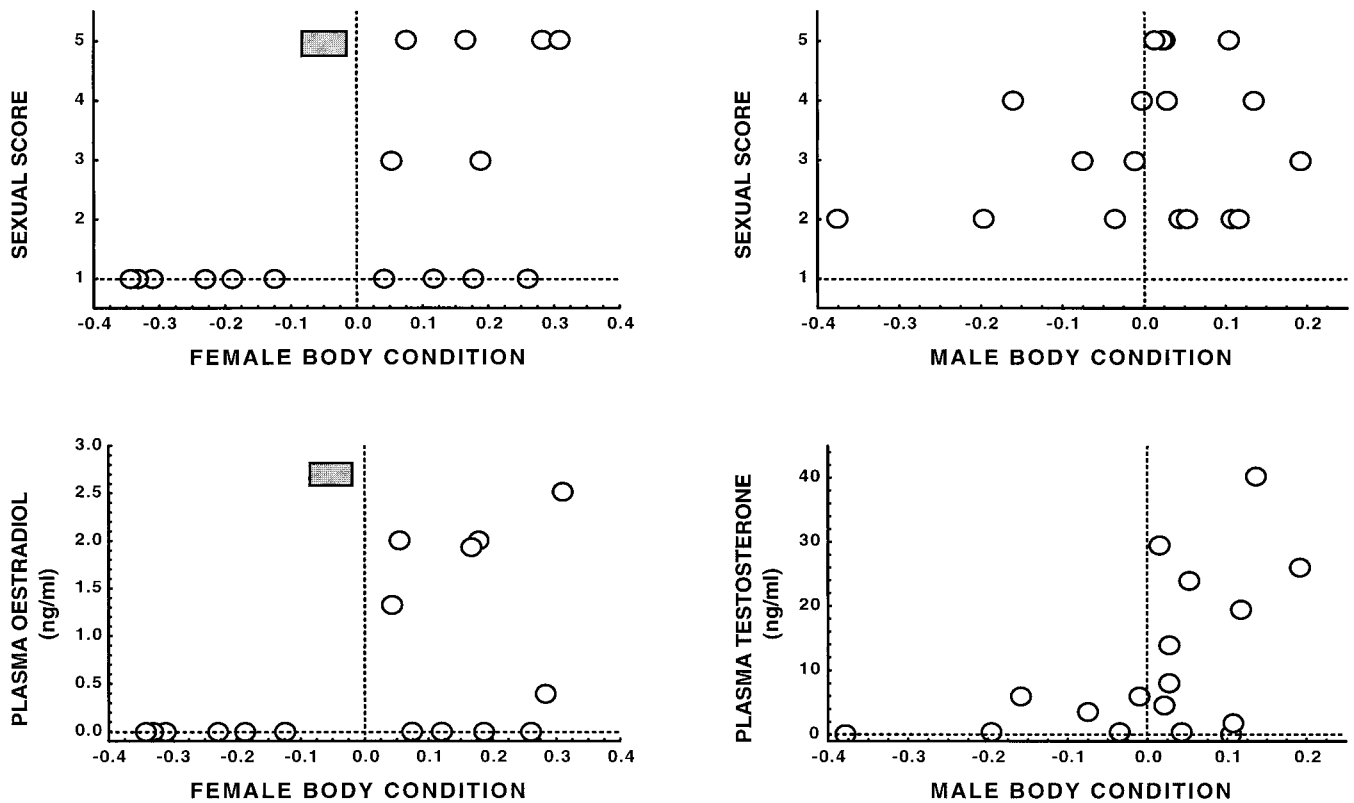 SEXUAL SCORE
5
4
3
2
1
-0.4 -0.3 -0.2 -0.1 0.0 0.1 0.2 0.3 0.4
FEMALE BODY CONDITION
SEXUAL SCORE
5
4
3
2
1
-0.4 -0.3 -0.2 -0.1 0.0 0.1 0.2
MALE BODY CONDITION
PLASMA OESTRADIOL
(ng/ml)
3.0
2.5
2.0
1.5
1.0
0.5
0.0
-0.4 -0.3 -0.2 -0.1 0.0 0.1 0.2 0.3 0.4
FEMALE BODY CONDITION
PLASMA TESTOSTERONE
(ng/ml)
40
30
20
10
0
-0.4 -0.3 -0.2 -0.1 0.0 0.1 0.2
MALE BODY CONDITION